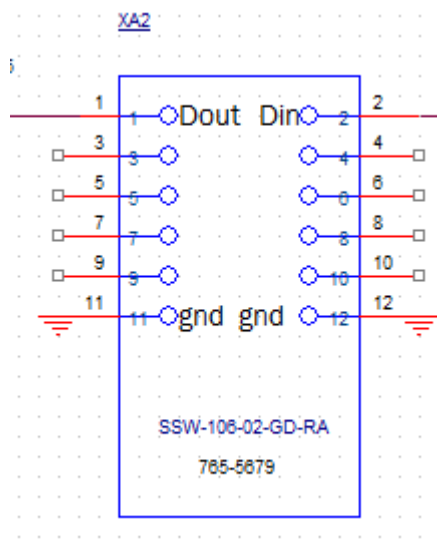 XA2
1 1 Dout Din 2 2
3 3 4 4
5 5 6 6
7 7 8 8
9 9 10 10
11 11 gnd gnd 12 12
SSW-106-02-GD-RA
765-5679